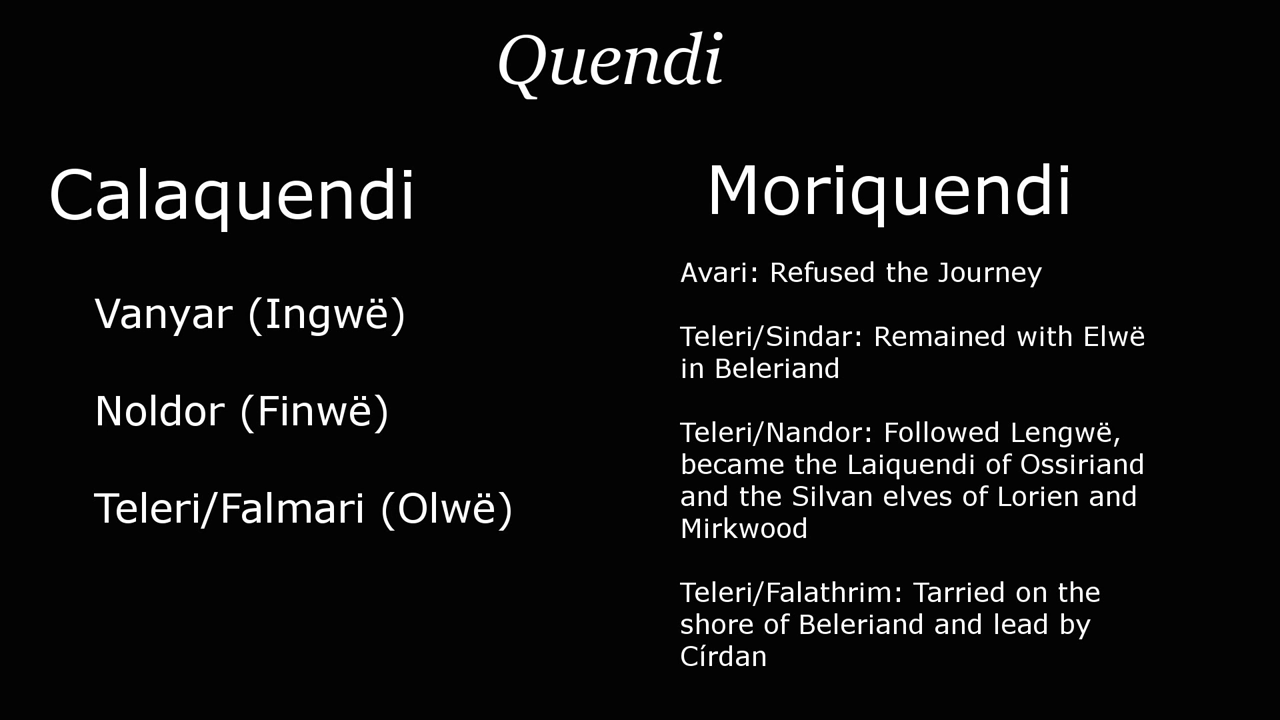 Quendi
Calaquendi
Vanyar (Ingwë)
Noldor (Finwë)
Teleri/Falmari (Olwë)
Moriquendi
Avari: Refused the Journey
Teleri/Sindar: Remained with Elwë
in Beleriand
Teleri/Nandor: Followed Lengwë,
became the Laiquendi of Ossiriand
and the Silvan elves of Lorien and
Mirkwood
Teleri/Falathrim: Tarried on the
shore of Beleriand and lead by
Círdan